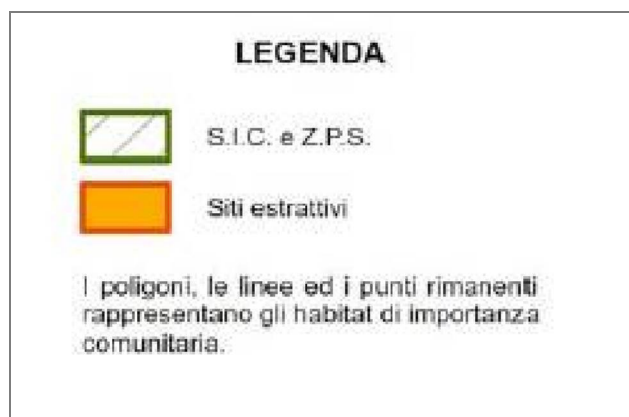 LEGENDA
S.I.C. e Z.P.S.
Siti estrattivi
I poligoni, le linee ed i punti rimanenti
rappresentano gli habitat di importanza
comunitaria.